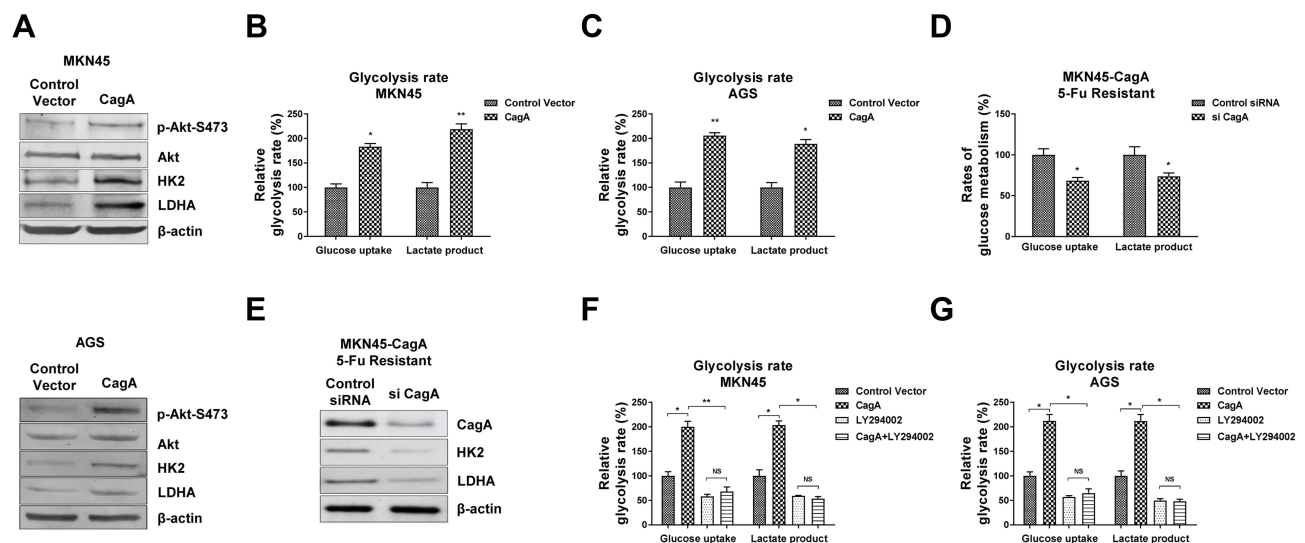 A
MKN45
Control
Vector
CagA
p-Akt-S473
Akt
HK2
LDHA
β-actin
B
Glycolysis rate
MKN45
Relative
glycolysis rate (%)
250
200
150
100
50
0
*
**
Glucose uptake
Lactate product
Control Vector
CagA
C
Glycolysis rate
AGS
Relative
glycolysis rate (%)
250
200
150
100
50
0
**
*
Glucose uptake
Lactate product
Control Vector
CagA
D
MKN45-CagA
5-Fu Resistant
Rates of
glucose metabolism (%)
150
100
50
0
*
*
Glucose uptake
Lactate product
Control siRNA
si CagA
AGS
Control
Vector
CagA
p-Akt-S473
Akt
HK2
LDHA
β-actin
E
MKN45-CagA
5-Fu Resistant
Control
siRNA
si CagA
CagA
HK2
LDHA
β-actin
F
Glycolysis rate
MKN45
Relative
glycolysis rate (%)
250
200
150
100
50
0
*
**
NS
*
*
NS
Glucose uptake
Lactate product
Control Vector
CagA
LY294002
CagA+LY294002
G
Glycolysis rate
AGS
Relative
glycolysis rate (%)
250
200
150
100
50
0
*
*
NS
*
*
NS
Glucose uptake
Lactate product
Control Vector
CagA
LY294002
CagA+LY294002